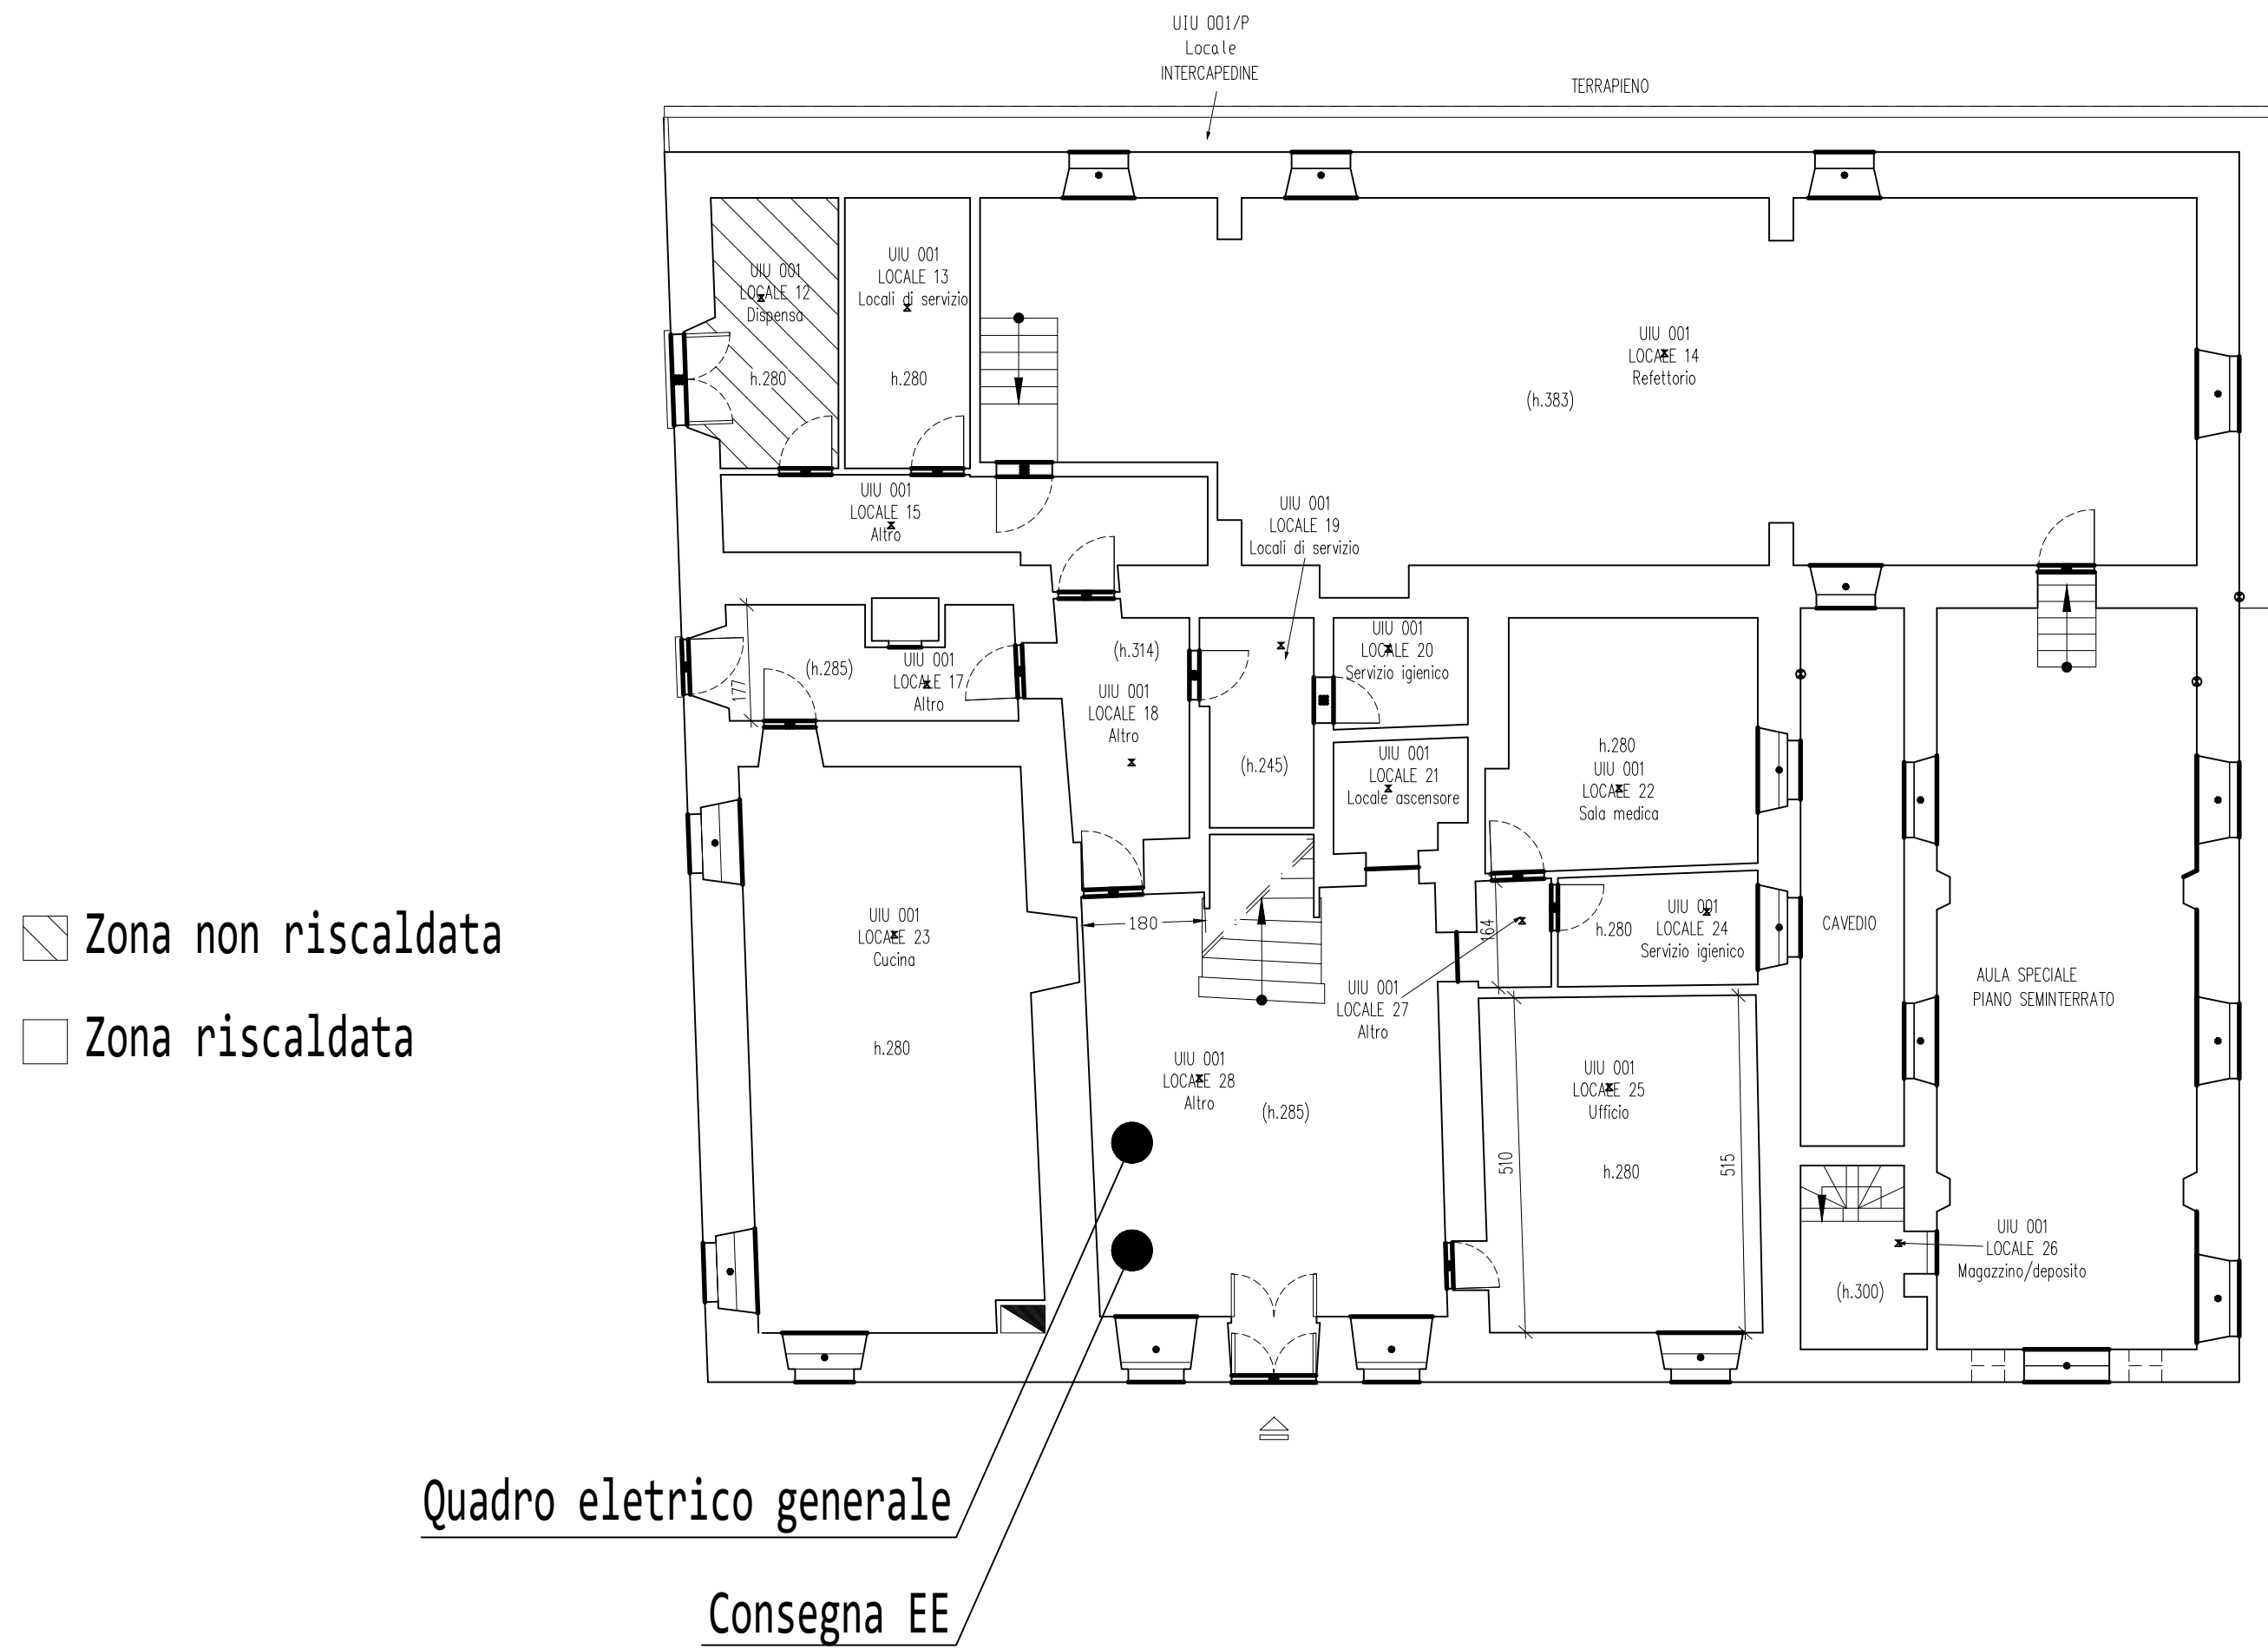 UIU 001/P
Locale
INTERCAPEDINE
TERRAPIENO
UIU 001
LOCALE 12
Dispensa
h.280
UIU 001
LOCALE 13
Locali di servizio
h.280
UIU 001
LOCALE 14
Refettorio
(h.383)
UIU 001
LOCALE 15
Altro
UIU 001
LOCALE 19
Locali di servizio
(h.245)
UIU 001
LOCALE 20
Servizio igienico
(h.285)
177
UIU 001
LOCALE 17
Altro
(h.314)
UIU 001
LOCALE 18
Altro
UIU 001
LOCALE 21
Locale ascensore
h.280
UIU 001
LOCALE 22
Sala medica
UIU 001
LOCALE 23
Cucina
h.280
180
164
h.280
UIU 001
LOCALE 24
Servizio igienico
CAVEDIO
AULA SPECIALE
PIANO SEMINTERRATO
UIU 001
LOCALE 27
Altro
UIU 001
LOCALE 28
Altro
(h.285)
UIU 001
LOCALE 25
Ufficio
h.280
510
515
UIU 001
LOCALE 26
Magazzino/deposito
(h.300)
Zona non riscaldata
Zona riscaldata
Quadro eletrico generale
Consegna EE